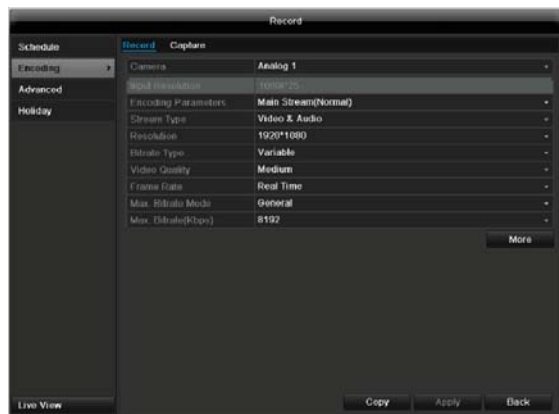 Record
Schedule
Encoding
Advanced
Holiday
Live View
Record Capture
Camera Analog 1
Input Resolution 1080P25
Encoding Parameters Main Stream(Normal)
Stream Type Video & Audio
Resolution 1920*1080
Bitrate Type Variable
Video Quality Medium
Frame Rate Real Time
Max. Bitrate Mode General
Max. Bitrate(Kbps) 8192
More
Copy Apply Back